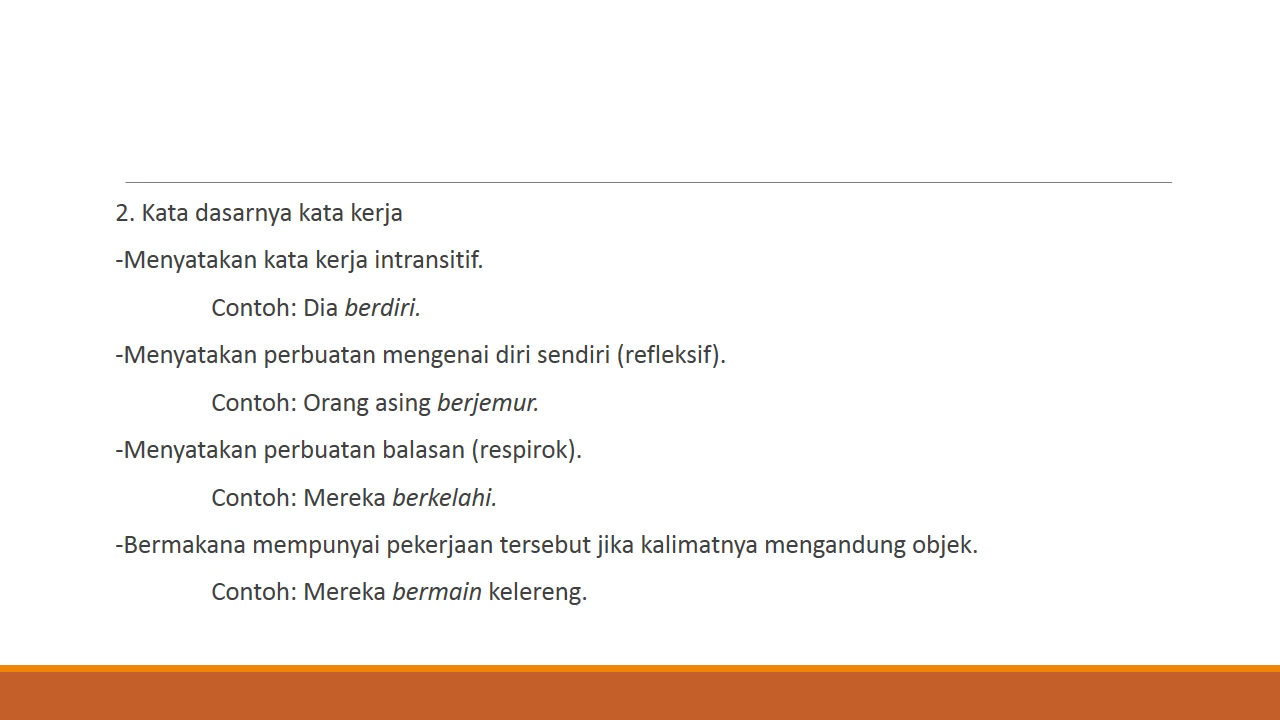 2. Kata dasarnya kata kerja
-Menyatakan kata kerja intransitif.
Contoh: Dia berdiri.
-Menyatakan perbuatan mengenai diri sendiri (refleksif).
Contoh: Orang asing berjemur.
-Menyatakan perbuatan balasan (respirok).
Contoh: Mereka berkelahi.
-Bermakana mempunyai pekerjaan tersebut jika kalimatnya mengandung objek.
Contoh: Mereka bermain kelereng.